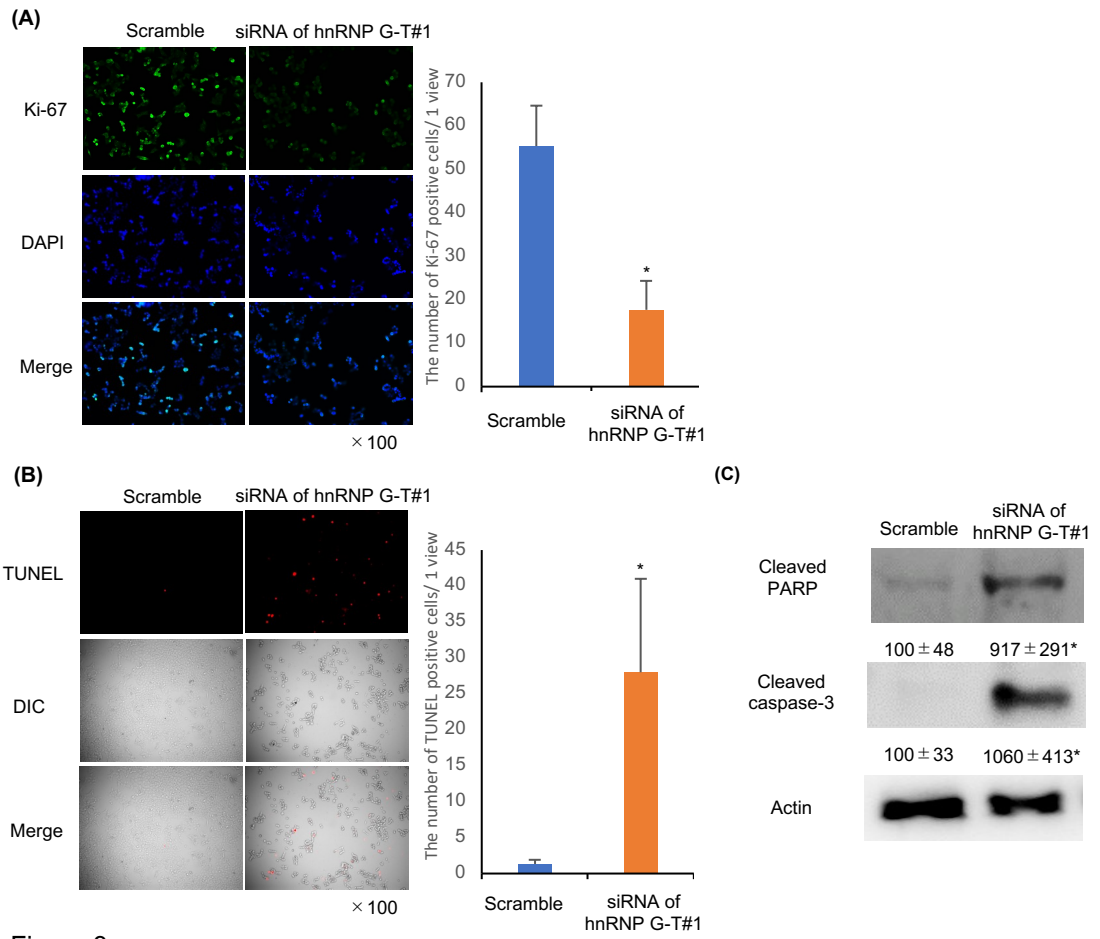 (A)
Scramble
siRNA of hnRNP G-T#1
Ki-67
DAPI
Merge
×100
The number of Ki-67 positive cells/ 1 view
70
60
50
40
30
20
10
0
*
Scramble
siRNA of
hnRNP G-T#1
(B)
Scramble
siRNA of hnRNP G-T#1
TUNEL
DIC
Merge
×100
The number of TUNEL positive cells/ 1 view
45
40
35
30
25
20
15
10
5
0
*
Scramble
siRNA of
hnRNP G-T#1
(C)
Scramble
siRNA of
hnRNP G-T#1
Cleaved
PARP
100±48
917±291*
Cleaved
caspase-3
100±33
1060±413*
Actin